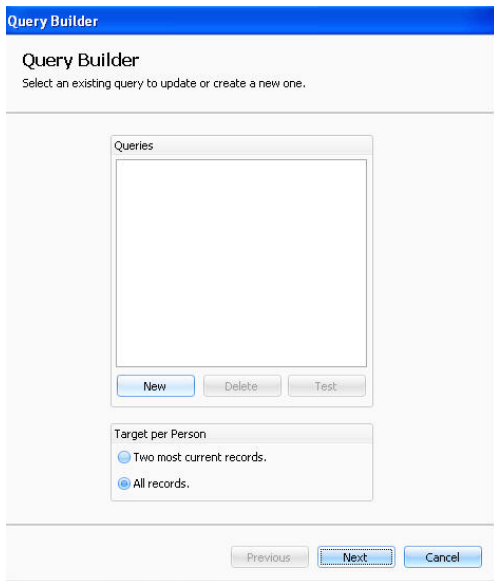 Query Builder
Query Builder
Select an existing query to update or create a new one.
Queries
New Delete Test
Target per Person
Two most current records.
All records.
Previous Next Cancel